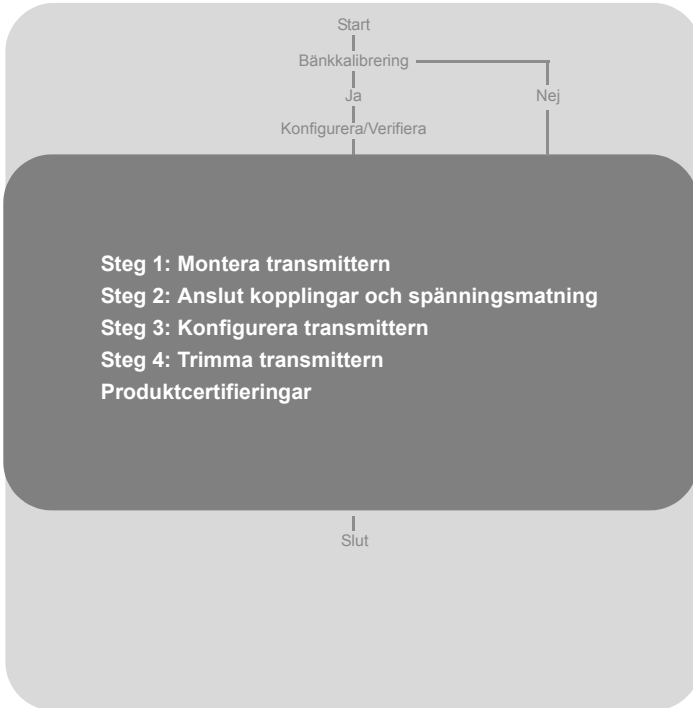 Start
Bänkkalibrering
Ja
Nej
Konfigurera/Verifiera
Steg 1: Montera transmittern
Steg 2: Anslut kopplingar och spänningsmatning
Steg 3: Konfigurera transmittern
Steg 4: Trimma transmittern
Produktcertifieringar
Slut